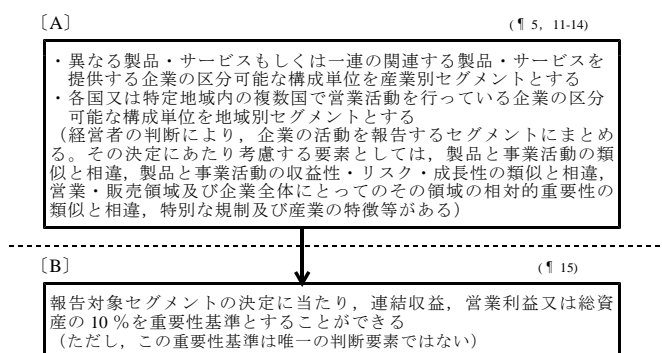 〔A〕 (¶ 5, 11-14)
・異なる製品・サービスもしくは一連の関連する製品・サービスを
提供する企業の区分可能な構成単位を産業別セグメントとする
・各国又は特定地域内の複数国で営業活動を行っている企業の区分
可能な構成単位を地域別セグメントとする
（経営者の判断により，企業の活動を報告するセグメントにまとめ
る。その決定にあたり考慮する要素としては，製品と事業活動の類
似と相違，製品と事業活動の収益性・リスク・成長性の類似と相違，
営業・販売領域及び企業全体にとってのその領域の相対的重要性の
類似と相違，特別な規制及び産業の特徴等がある）
〔B〕 (¶ 15)
報告対象セグメントの決定に当たり，連結収益，営業利益又は総資
産の 10 ％を重要性基準とすることができる
（ただし，この重要性基準は唯一の判断要素ではない）